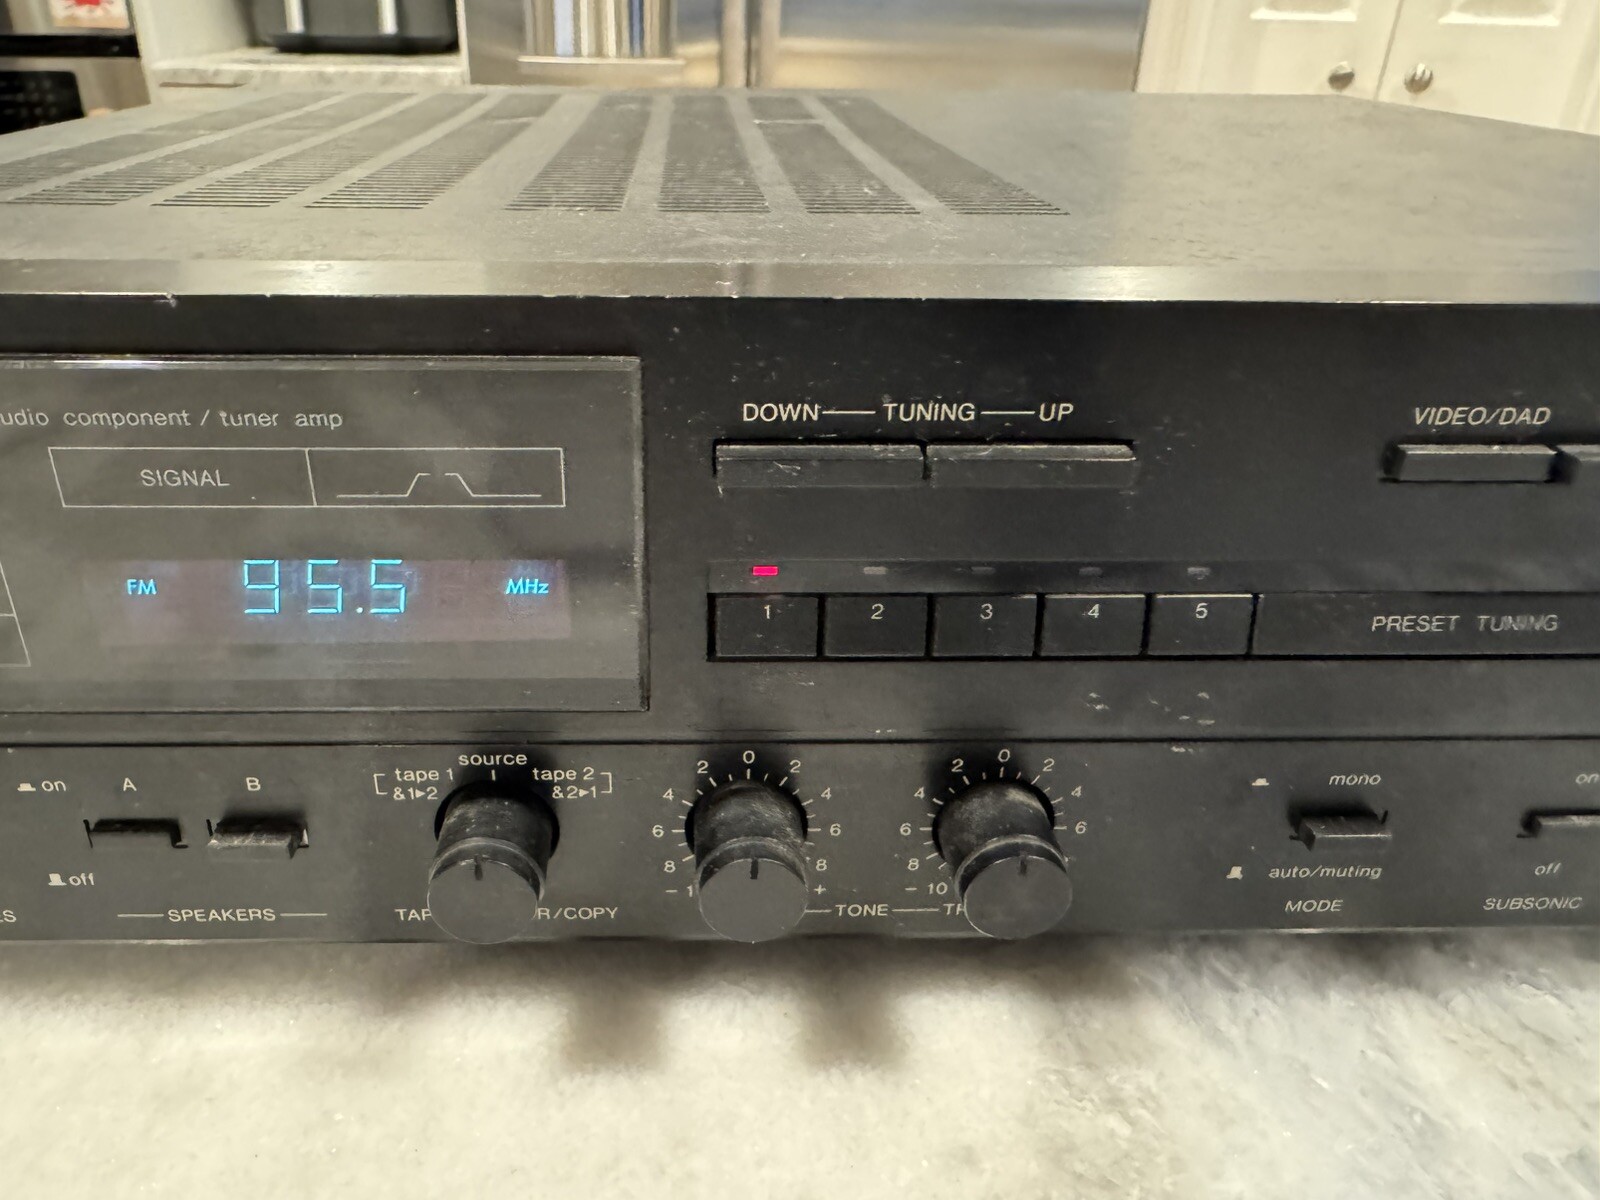 udio component / tuner amp
SIGNAL
FM 95.5 MHz
DOWN TUNING UP
VIDEO/DAD
1 2 3 4 5 PRESET TUNING
on A B
off
SPEAKERS
source
tape 1 tape 2
&1▸2 &2▸1
R/COPY
0
2 2
4 4
6 6
8 8
- +
TONE
0
2 2
4 4
6 6
8
- 10
mono
auto/muting
MODE
on
off
SUBSONIC